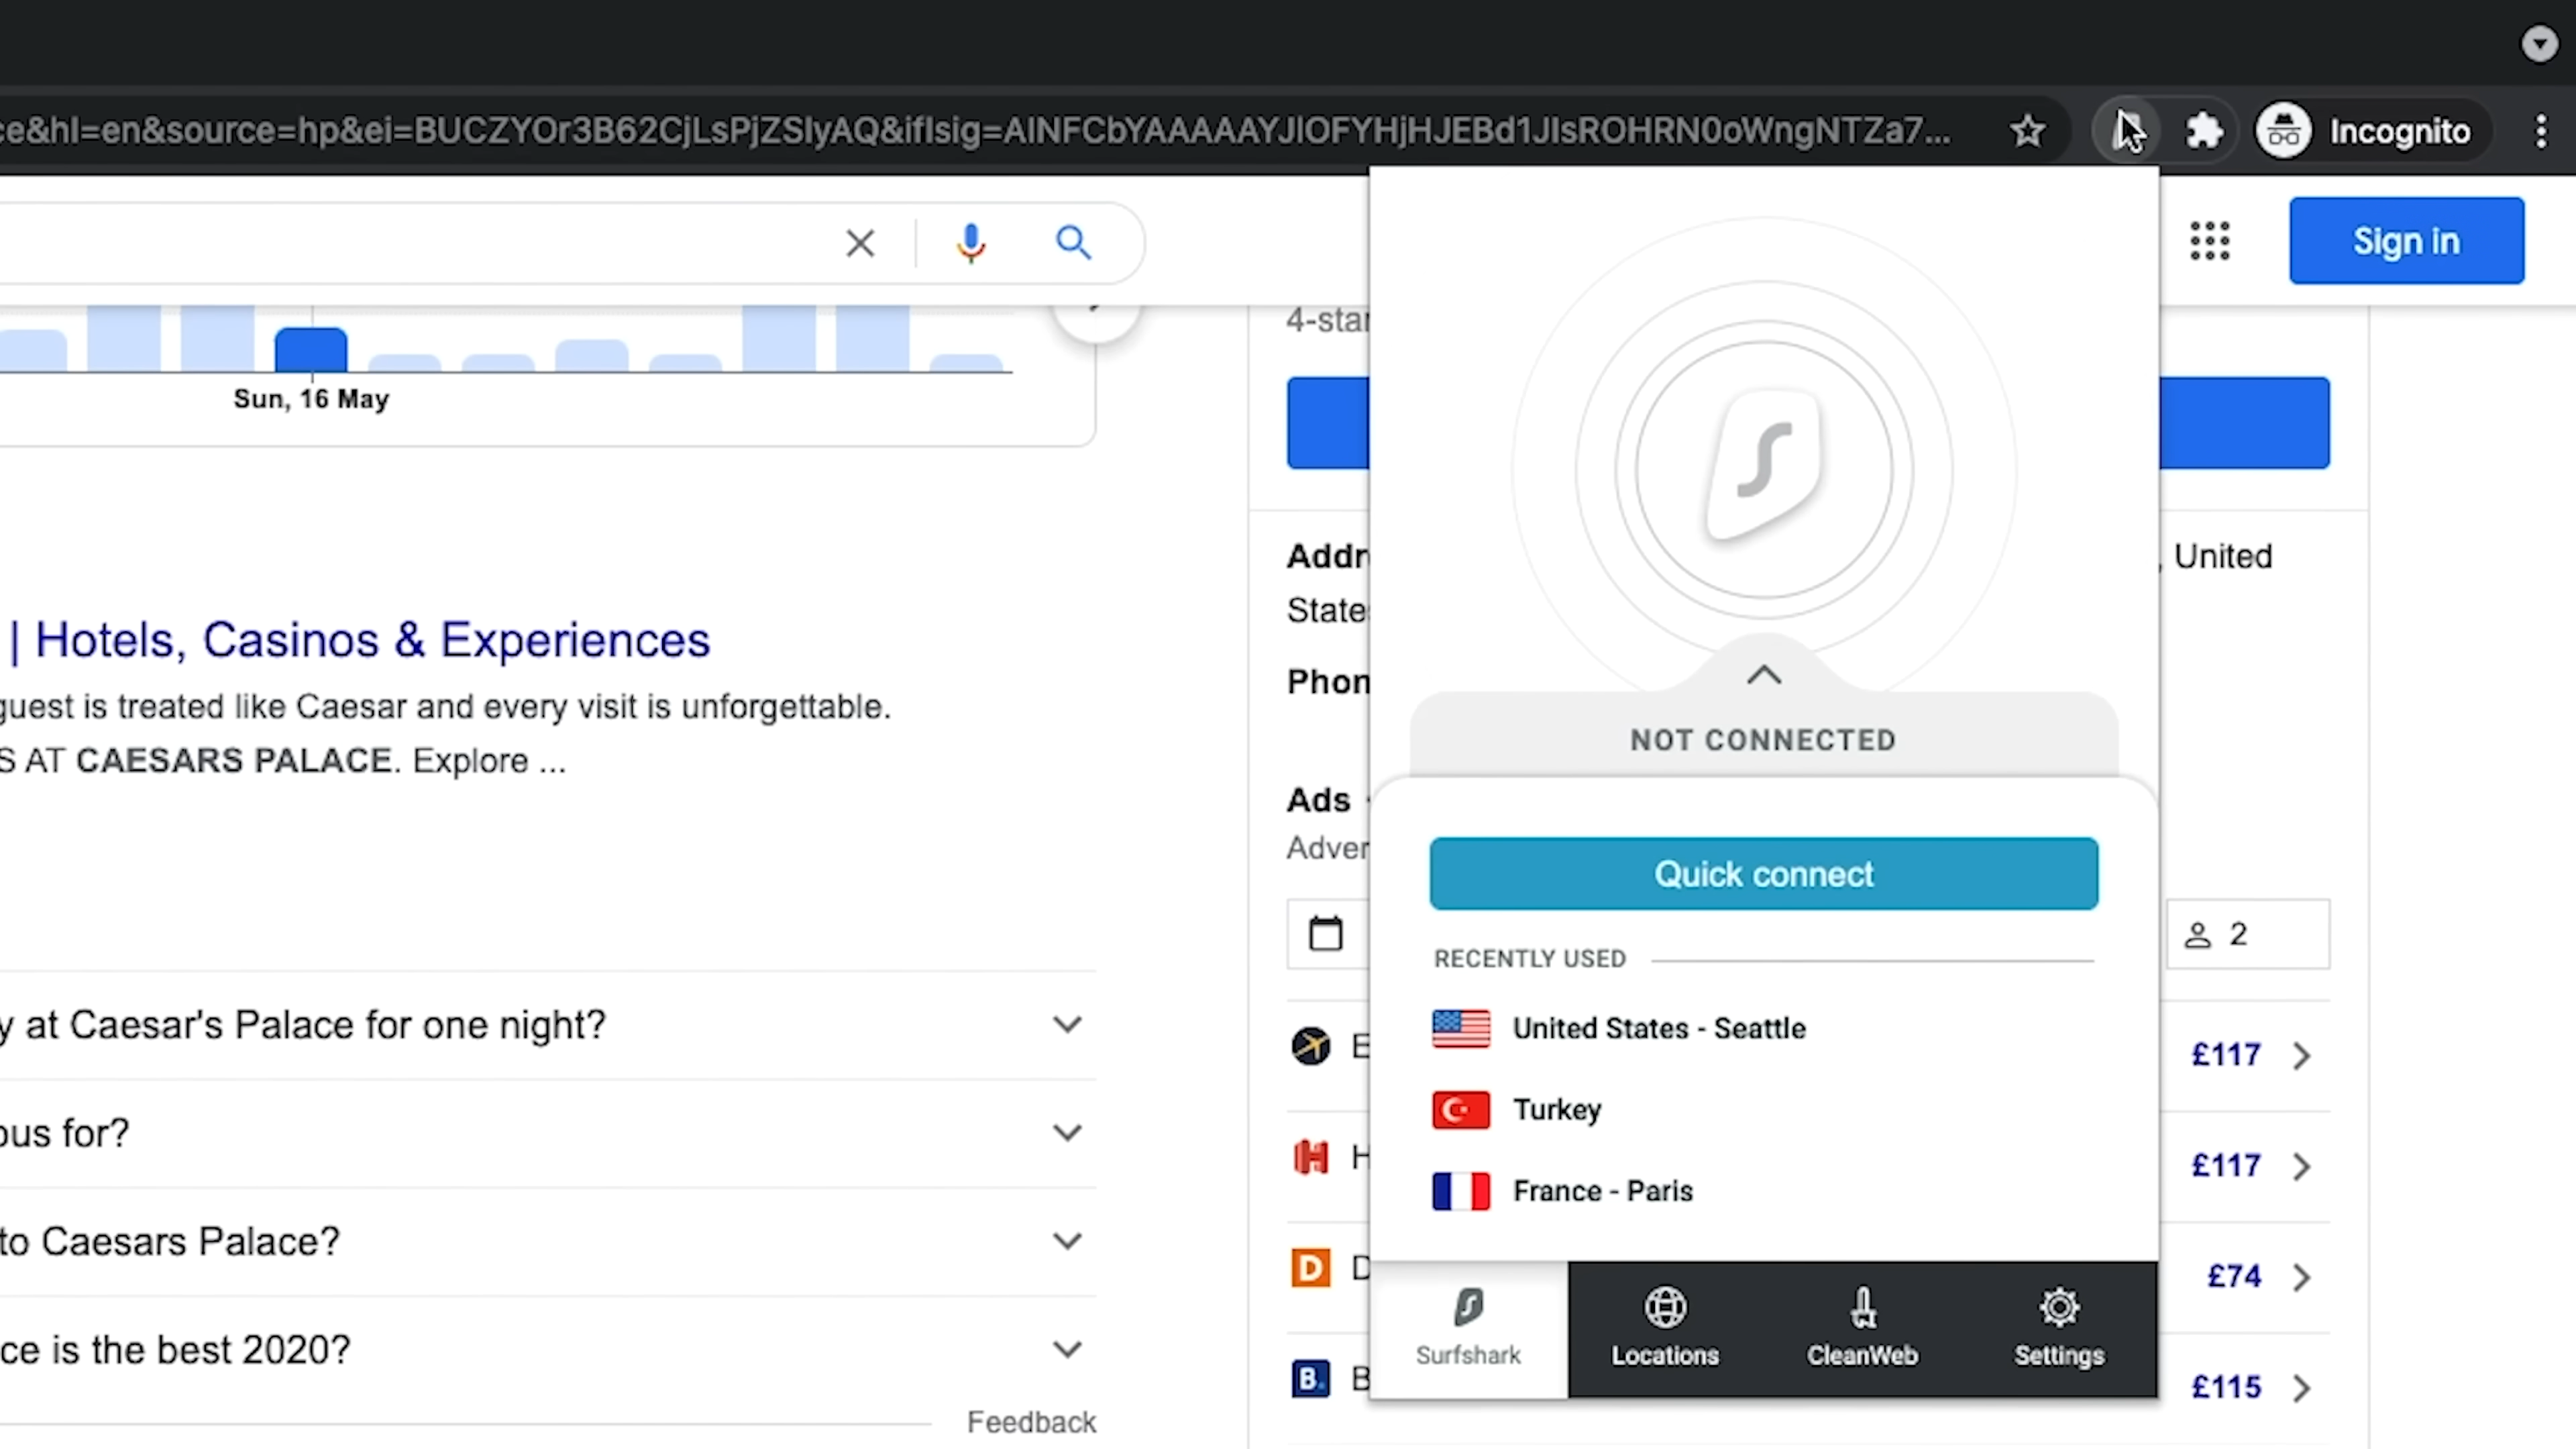 ce&hl=en&source=hp&ei=BUCZYOr3B62CjLsPjZSlyAQ&iflsig=AINFCbYAAAAAYJlOFYHjHJEBd1JlsROHRN0oWngNTZa7...
Incognito
Sign in
4-star
Sun, 16 May
| Hotels, Casinos & Experiences
guest is treated like Caesar and every visit is unforgettable.
S AT CAESARS PALACE. Explore ...
y at Caesar's Palace for one night?
ous for?
to Caesars Palace?
ce is the best 2020?
Feedback
Addr
, United
State
Phon
Ads
Adver
2
E
£117
H
£117
D
D
£74
B.
B
£115
NOT CONNECTED
Quick connect
RECENTLY USED
United States - Seattle
Turkey
France - Paris
Surfshark
Locations
CleanWeb
Settings